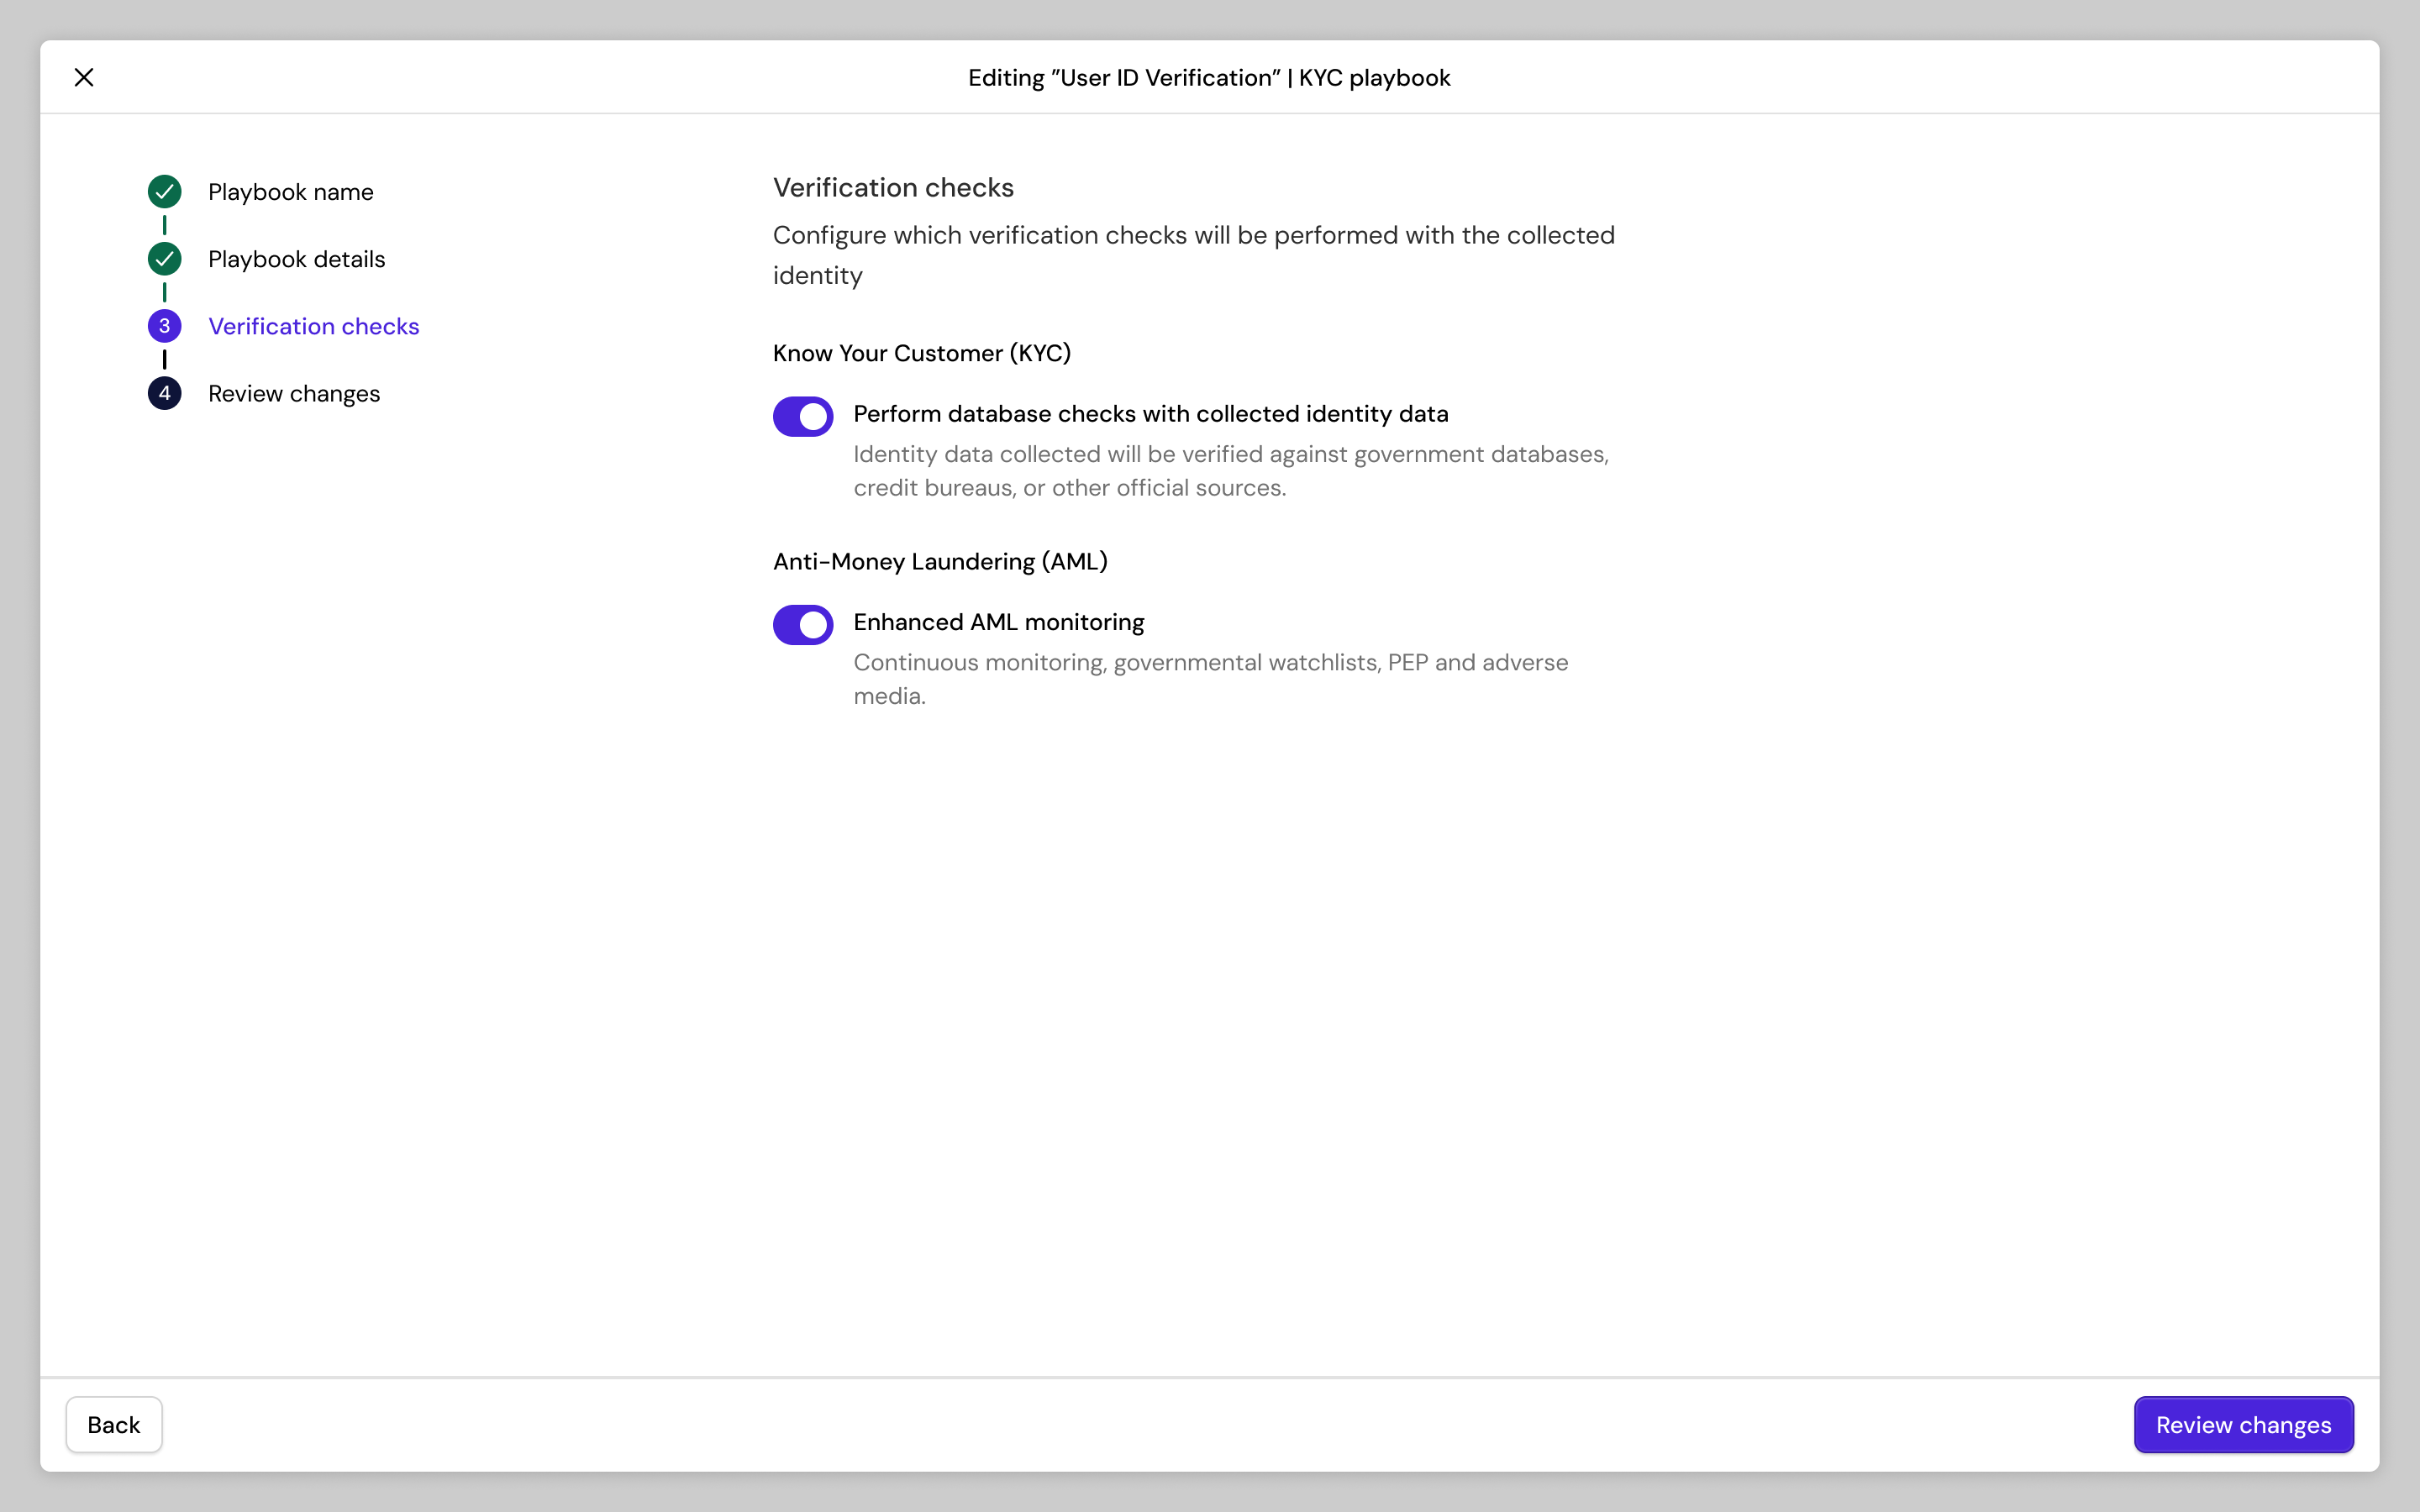 Editing ”User ID Verification” | KYC playbook
Playbook name
Playbook details
3 Verification checks
4 Review changes
Verification checks
Configure which verification checks will be performed with the collected
identity
Know Your Customer (KYC)
Perform database checks with collected identity data
Identity data collected will be verified against government databases,
credit bureaus, or other official sources.
Anti-Money Laundering (AML)
Enhanced AML monitoring
Continuous monitoring, governmental watchlists, PEP and adverse
media.
Back
Review changes